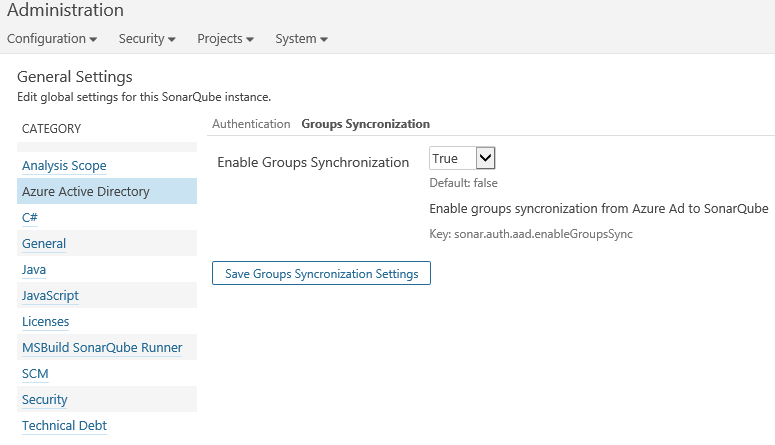 Administration
Configuration Security Projects System
General Settings
Edit global settings for this SonarQube instance.
CATEGORY
Analysis Scope
Azure Active Directory
C#
General
Java
JavaScript
Licenses
MSBuild SonarQube Runner
SCM
Security
Technical Debt
Authentication Groups Syncronization
Enable Groups Synchronization True
Default: false
Enable groups syncronization from Azure Ad to SonarQube
Key: sonar.auth.aad.enableGroupsSync
Save Groups Syncronization Settings